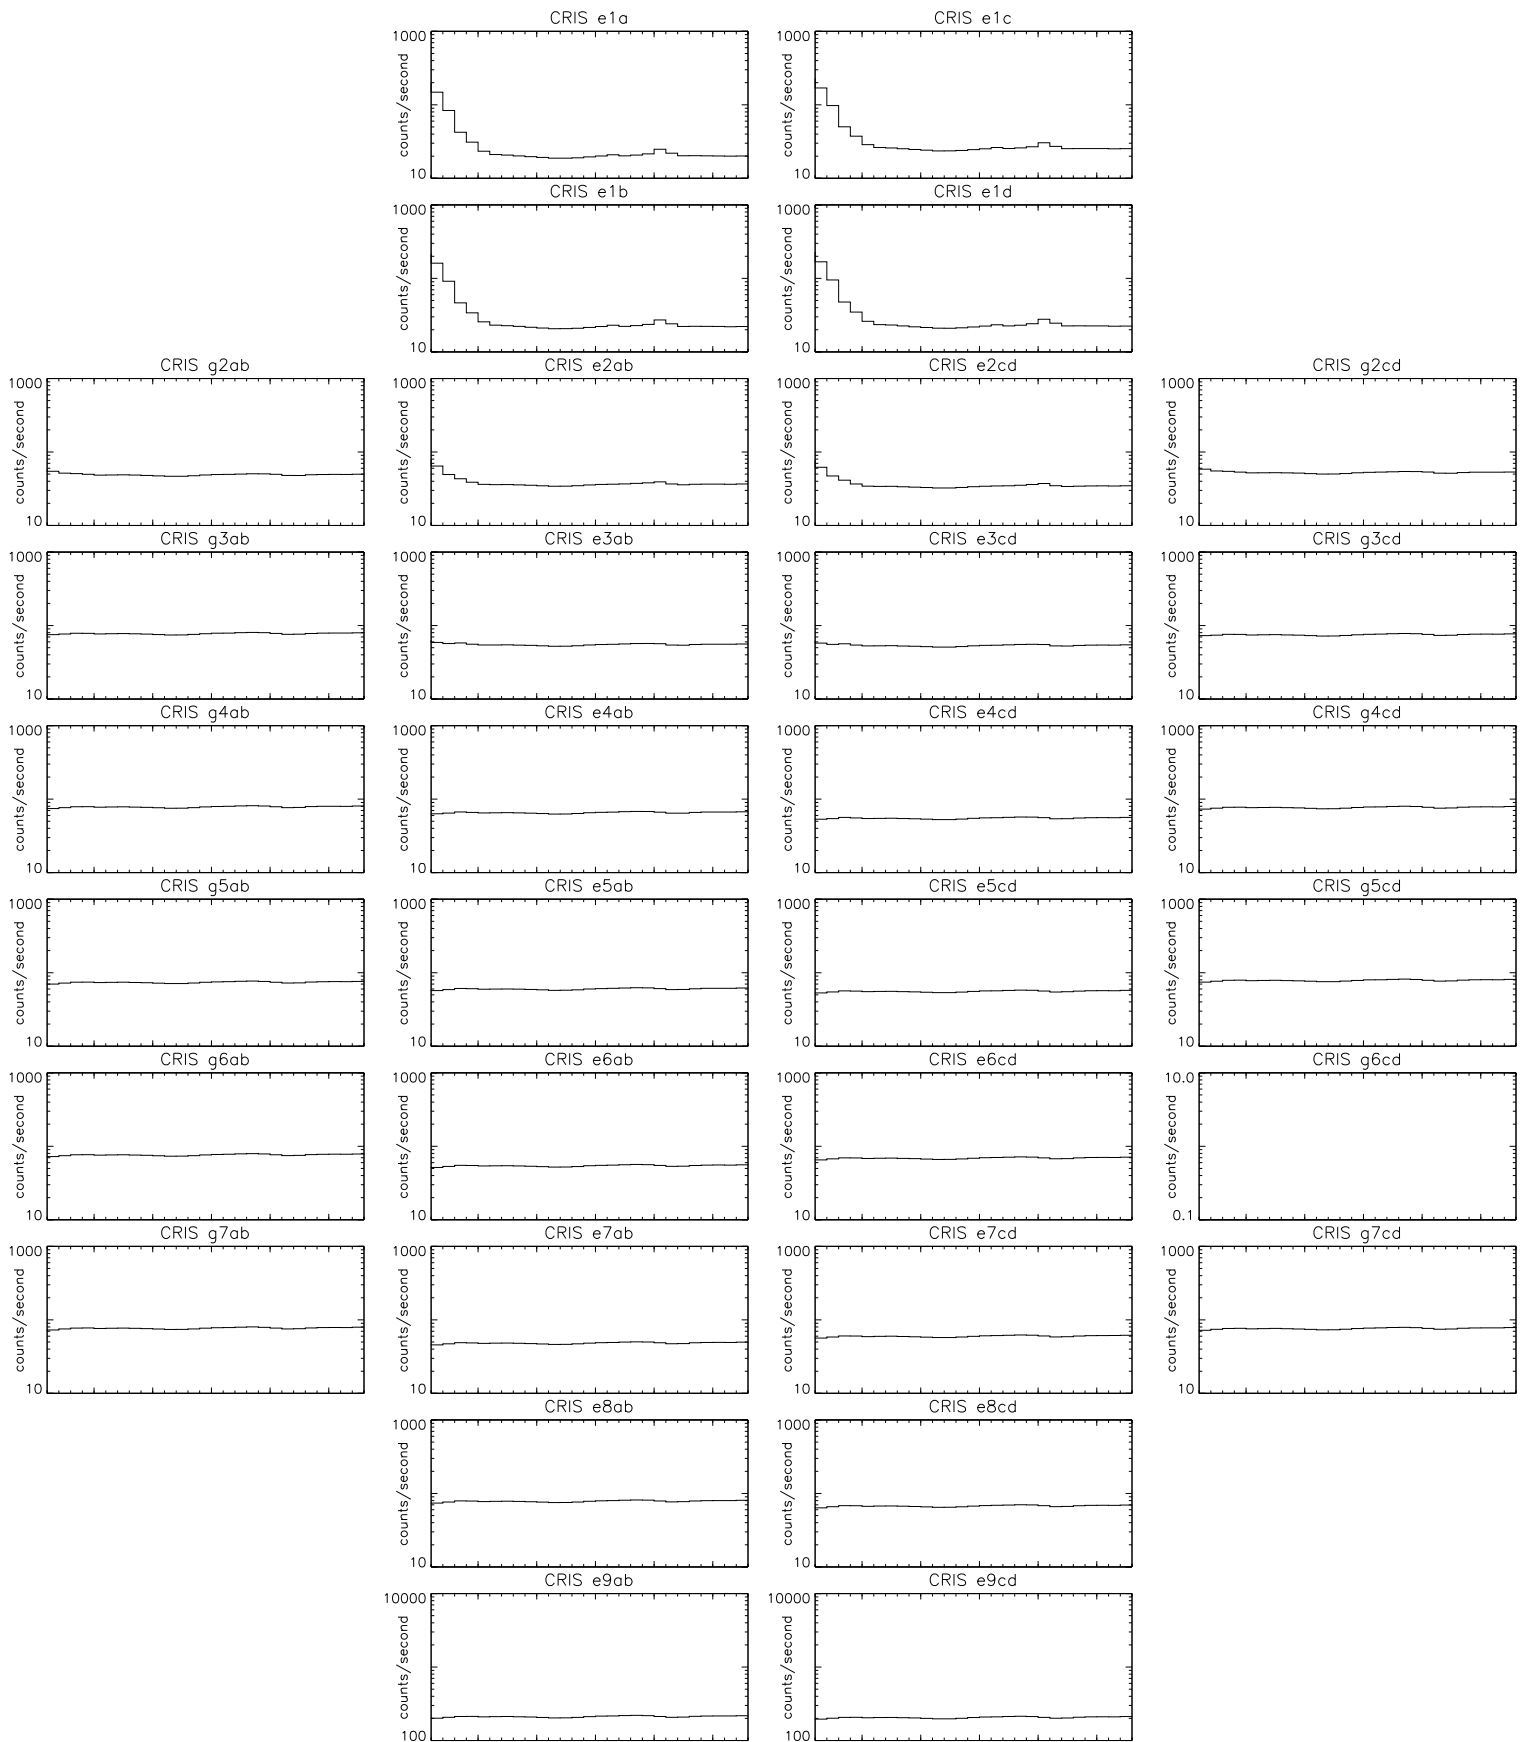 CRIS e1a
CRIS e1c
1000
counts/second
10
1000
counts/second
10
CRIS e1b
CRIS e1d
1000
counts/second
10
1000
counts/second
10
CRIS g2ab
CRIS e2ab
CRIS e2cd
CRIS g2cd
1000
counts/second
10
1000
counts/second
10
1000
counts/second
10
1000
counts/second
10
CRIS g3ab
CRIS e3ab
CRIS e3cd
CRIS g3cd
1000
counts/second
10
1000
counts/second
10
1000
counts/second
10
1000
counts/second
10
CRIS g4ab
CRIS e4ab
CRIS e4cd
CRIS g4cd
1000
counts/second
10
1000
counts/second
10
1000
counts/second
10
1000
counts/second
10
CRIS g5ab
CRIS e5ab
CRIS e5cd
CRIS g5cd
1000
counts/second
10
1000
counts/second
10
1000
counts/second
10
1000
counts/second
10
CRIS g6ab
CRIS e6ab
CRIS e6cd
CRIS g6cd
1000
counts/second
10
1000
counts/second
10
1000
counts/second
10
10.0
counts/second
0.1
CRIS g7ab
CRIS e7ab
CRIS e7cd
CRIS g7cd
1000
counts/second
10
1000
counts/second
10
1000
counts/second
10
1000
counts/second
10
CRIS e8ab
CRIS e8cd
1000
counts/second
10
1000
counts/second
10
CRIS e9ab
CRIS e9cd
10000
counts/second
100
10000
counts/second
100